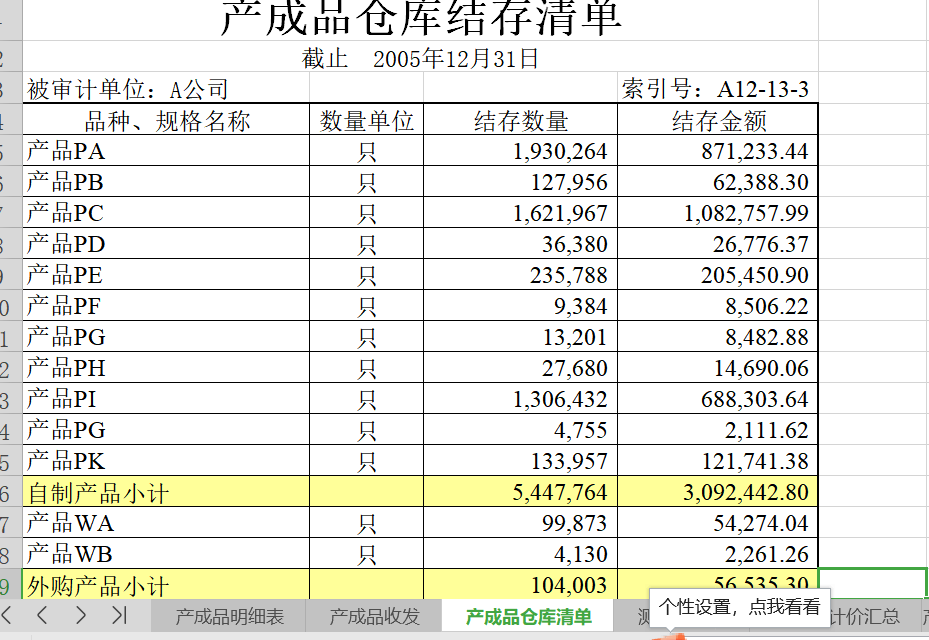 产成品仓库结存清单
截止 2005年12月31日
被审计单位：A公司 索引号：A12-13-3
品种、规格名称 数量单位 结存数量 结存金额
产品PA 只 1,930,264 871,233.44
产品PB 只 127,956 62,388.30
产品PC 只 1,621,967 1,082,757.99
产品PD 只 36,380 26,776.37
产品PE 只 235,788 205,450.90
产品PF 只 9,384 8,506.22
产品PG 只 13,201 8,482.88
产品PH 只 27,680 14,690.06
产品PI 只 1,306,432 688,303.64
产品PG 只 4,755 2,111.62
产品PK 只 133,957 121,741.38
自制产品小计 5,447,764 3,092,442.80
产品WA 只 99,873 54,274.04
产品WB 只 4,130 2,261.26
外购产品小计 104,003 56,535.30
个性设置，点我看看
产成品明细表 产成品收发 产成品仓库清单 计价汇总